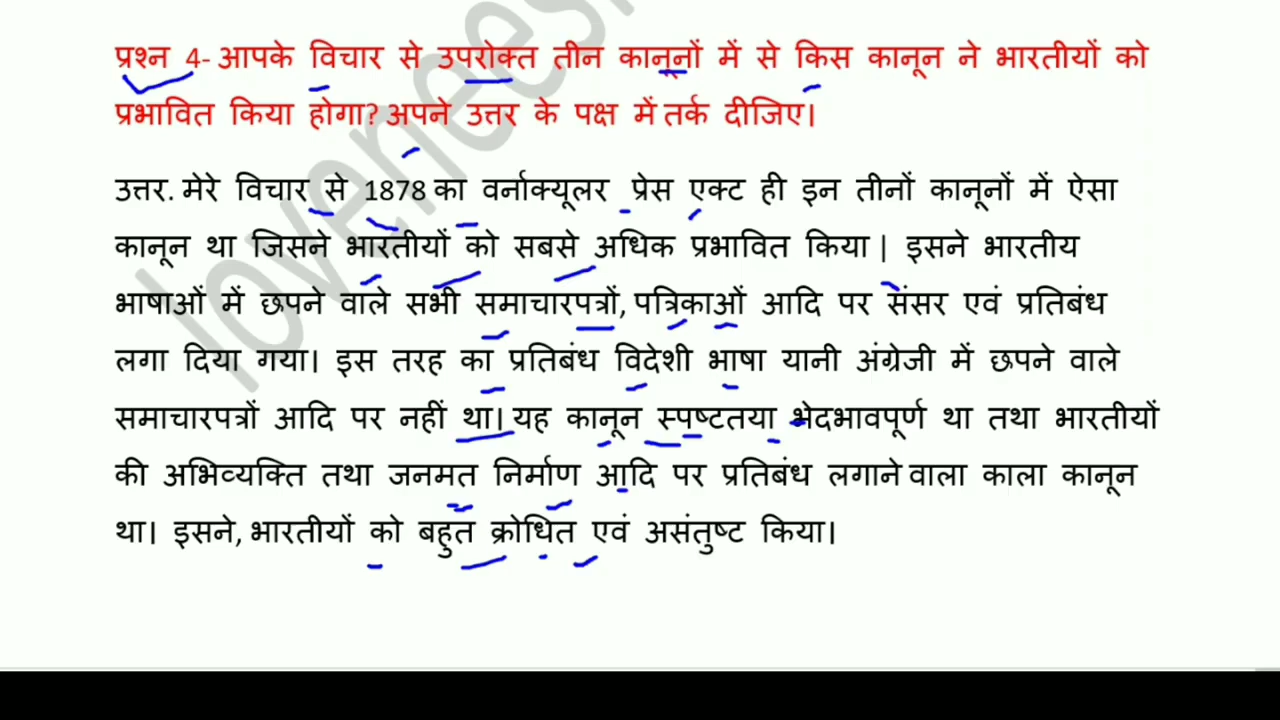 प्रश्न 4- आपके विचार से उपरोक्त तीन कानूनों में से किस कानून ने भारतीयों को
प्रभावित किया होगा? अपने उत्तर के पक्ष में तर्क दीजिए।
उत्तर. मेरे विचार से 1878 का वर्नाक्यूलर प्रेस एक्ट ही इन तीनों कानूनों में ऐसा
कानून था जिसने भारतीयों को सबसे अधिक प्रभावित किया | इसने भारतीय
भाषाओं में छपने वाले सभी समाचारपत्रों, पत्रिकाओं आदि पर संसर एवं प्रतिबंध
लगा दिया गया। इस तरह का प्रतिबंध विदेशी भाषा यानी अंग्रेजी में छपने वाले
समाचारपत्रों आदि पर नहीं था। यह कानून स्पष्टतया भेदभावपूर्ण था तथा भारतीयों
की अभिव्यक्ति तथा जनमत निर्माण आदि पर प्रतिबंध लगाने वाला काला कानून
था। इसने, भारतीयों को बहुत क्रोधित एवं असंतुष्ट किया।